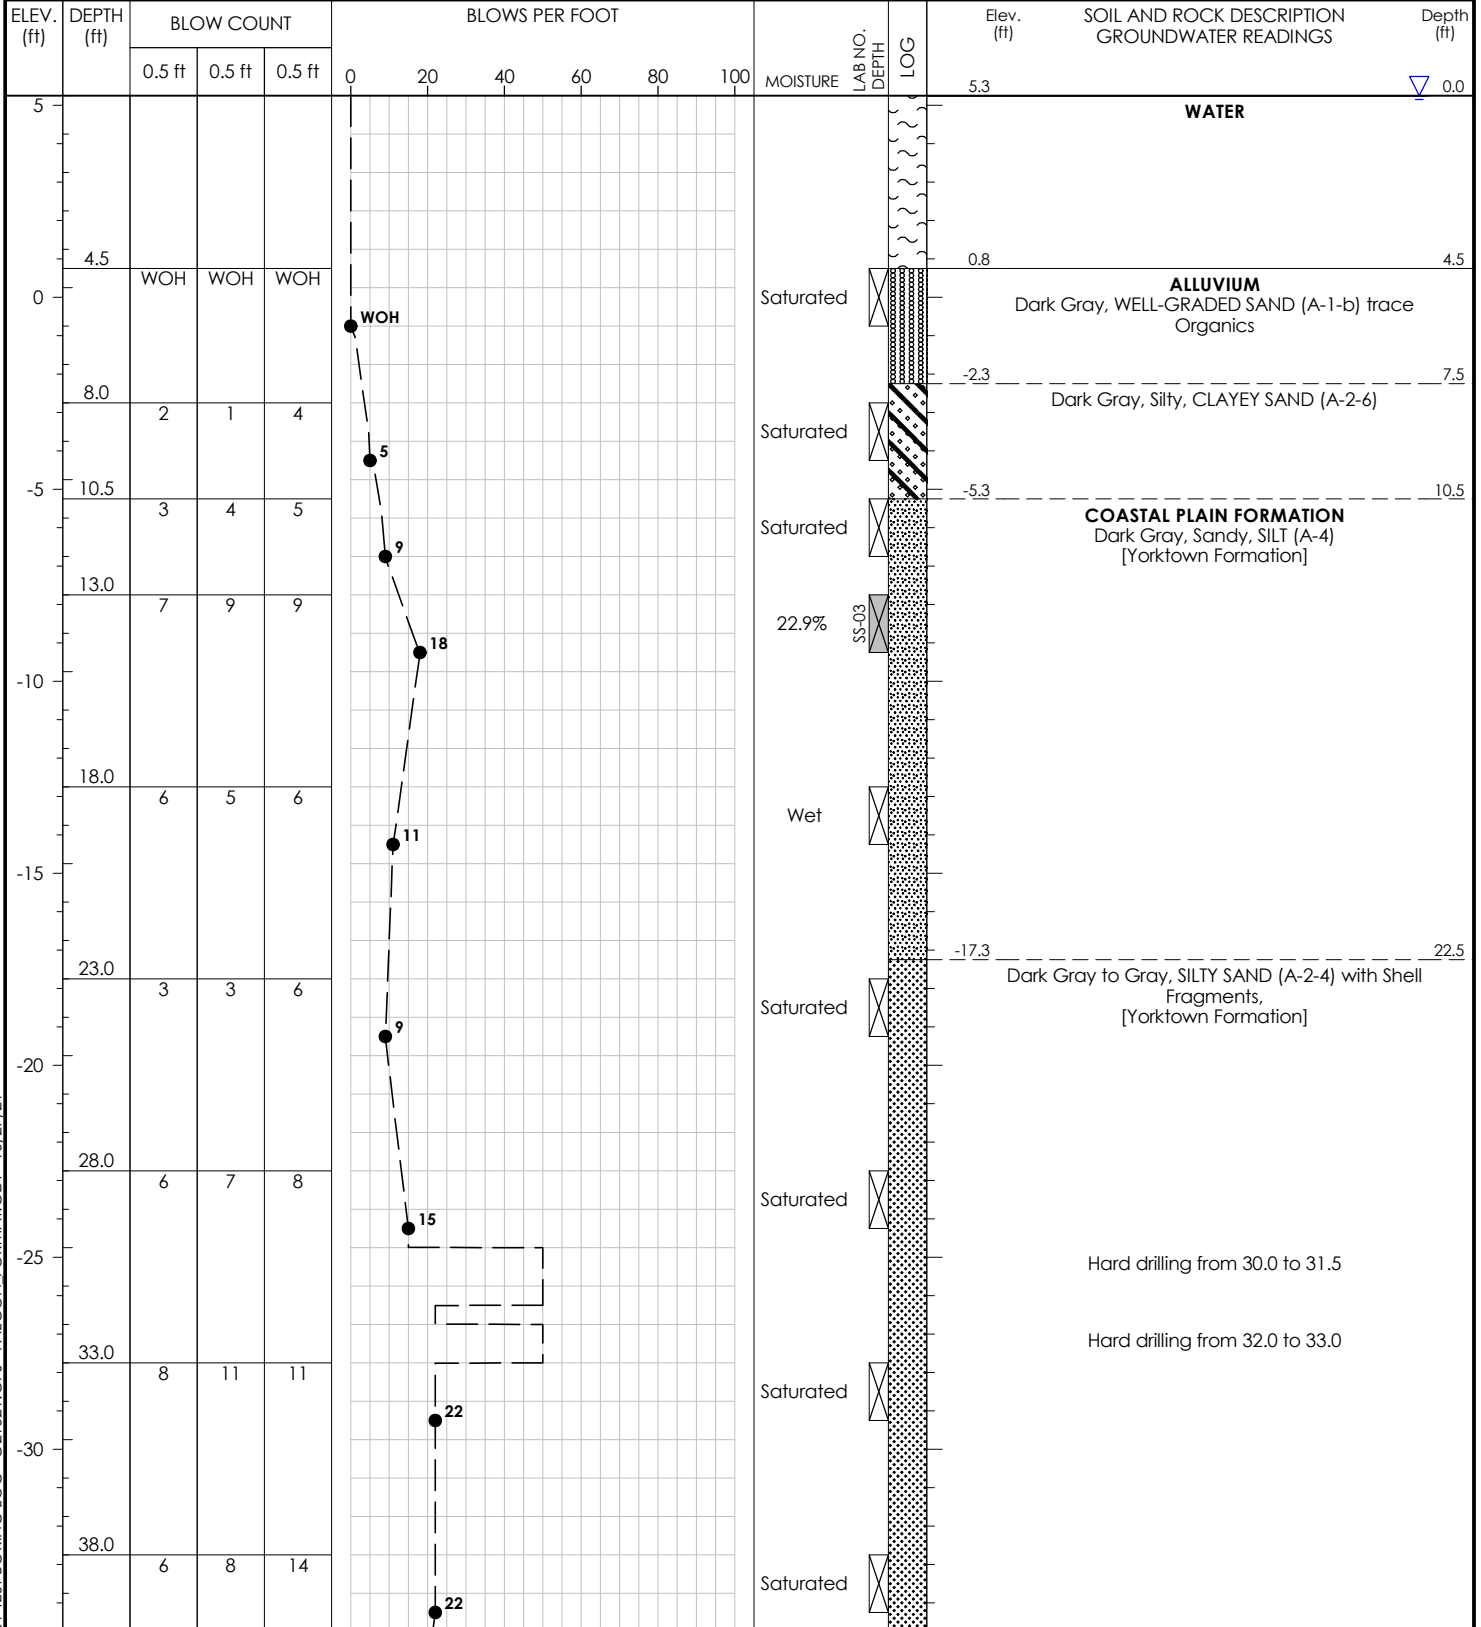 ELEV. (ft)
DEPTH (ft)
BLOW COUNT
0.5 ft 0.5 ft 0.5 ft
BLOWS PER FOOT
0 20 40 60 80 100
MOISTURE
LAB NO. DEPTH
LOG
Elev. (ft)
SOIL AND ROCK DESCRIPTION
GROUNDWATER READINGS
Depth (ft)
5.3 0.0
5
WATER
4.5
0.8 4.5
WOH WOH WOH
Saturated
ALLUVIUM
0
Dark Gray, WELL-GRADED SAND (A-1-b) trace
Organics
WOH
-2.3 7.5
8.0
Dark Gray, Silty, CLAYEY SAND (A-2-6)
2 1 4
Saturated
5
-5
10.5
-5.3 10.5
3 4 5
Saturated
COASTAL PLAIN FORMATION
Dark Gray, Sandy, SILT (A-4)
[Yorktown Formation]
9
13.0
7 9 9
22.9%
SS-03
18
-10
18.0
6 5 6
Wet
11
-15
-17.3 22.5
23.0
3 3 6
Saturated
Dark Gray to Gray, SILTY SAND (A-2-4) with Shell
Fragments,
[Yorktown Formation]
9
-20
28.0
6 7 8
Saturated
15
-25
Hard drilling from 30.0 to 31.5
Hard drilling from 32.0 to 33.0
33.0
8 11 11
Saturated
22
-30
38.0
6 8 14
Saturated
22